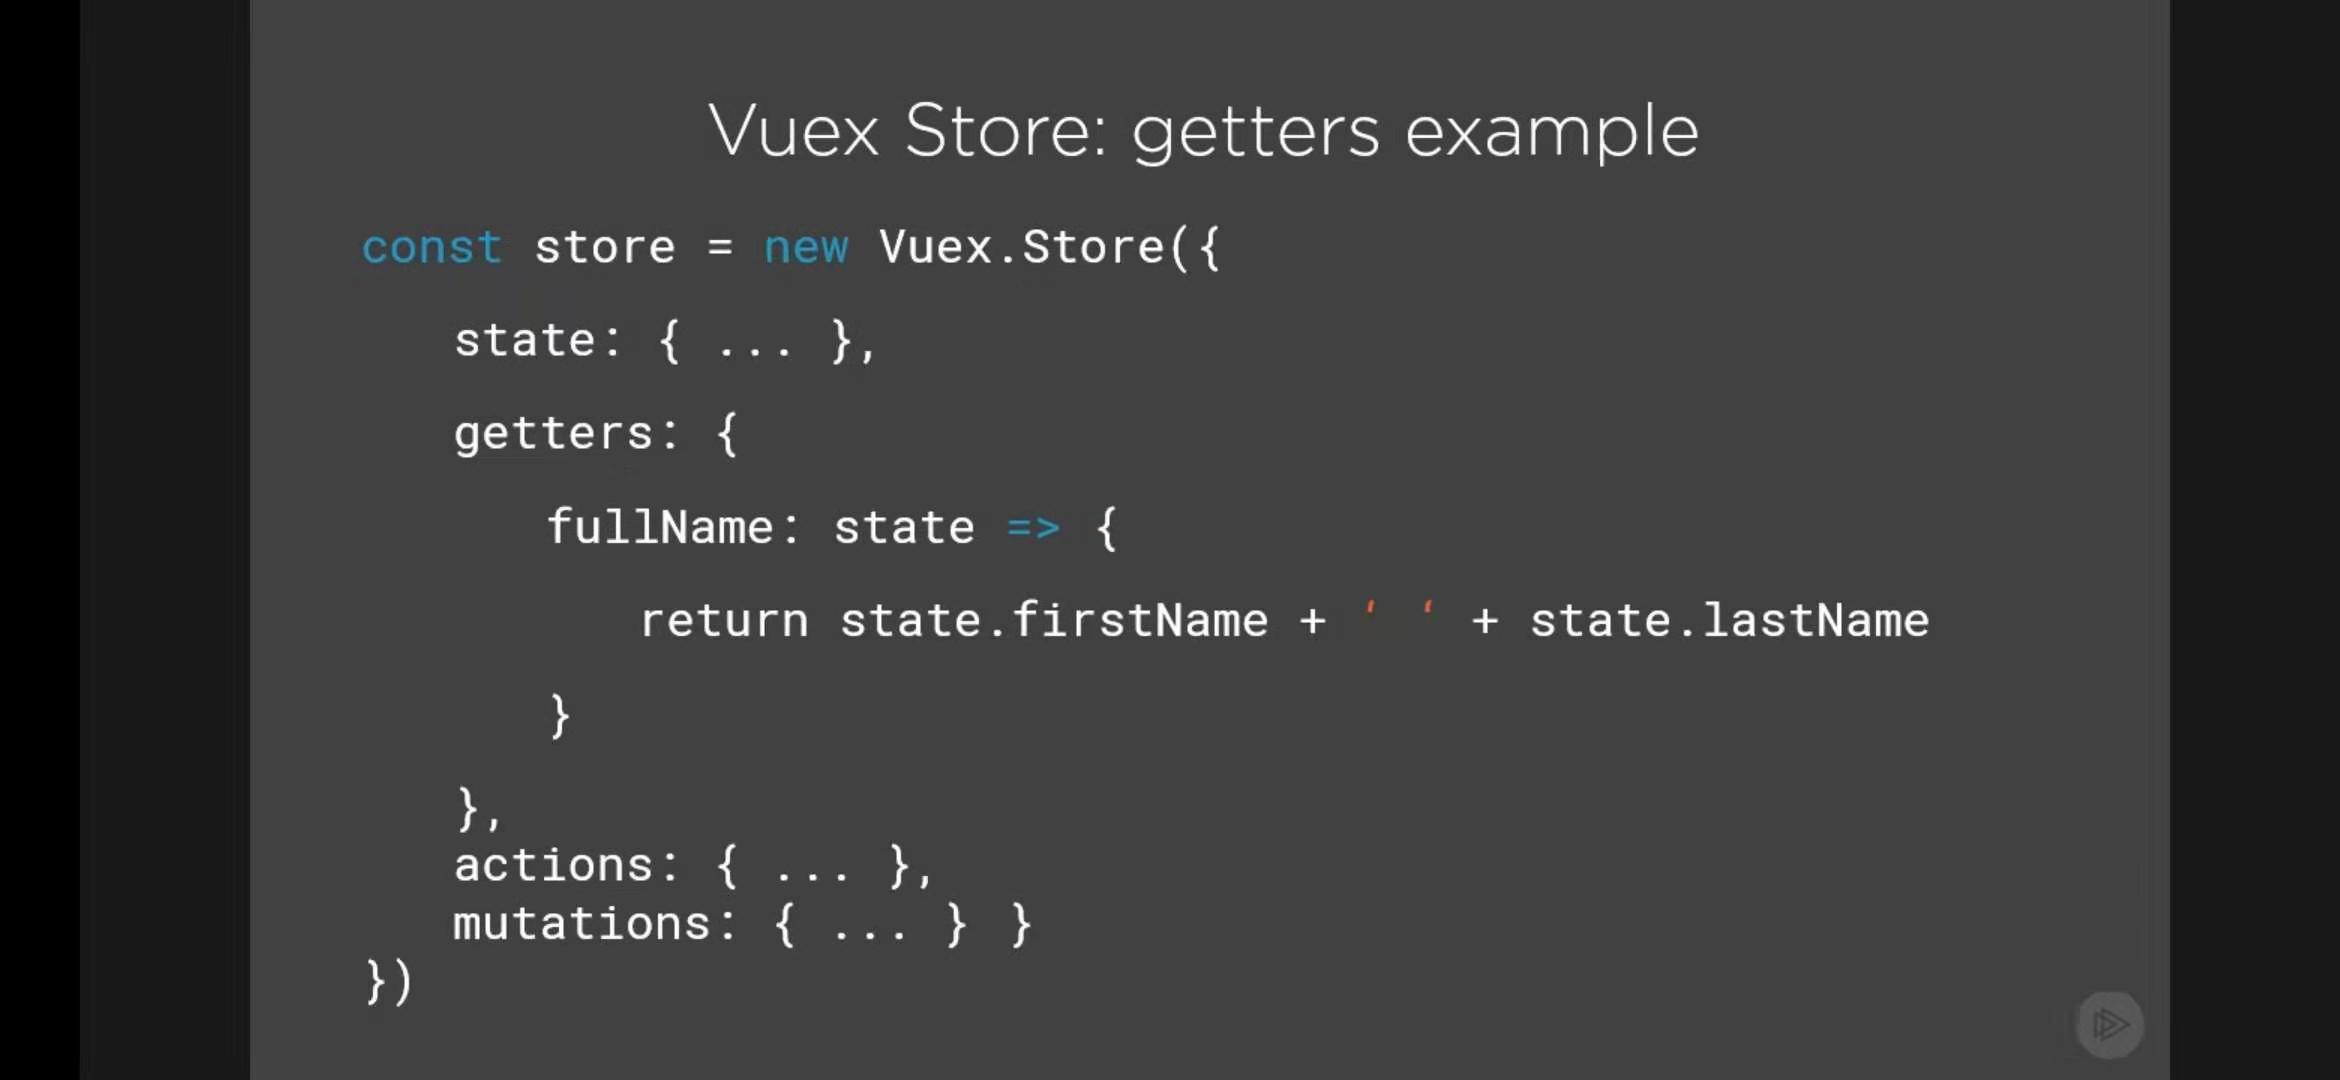 Vuex Store: getters example
const store = new Vuex.Store({
state: { ... },
getters: {
fullName: state => {
return state.firstName + ‘ ‘ + state.lastName
}
},
actions: { ... },
mutations: { ... } }
})